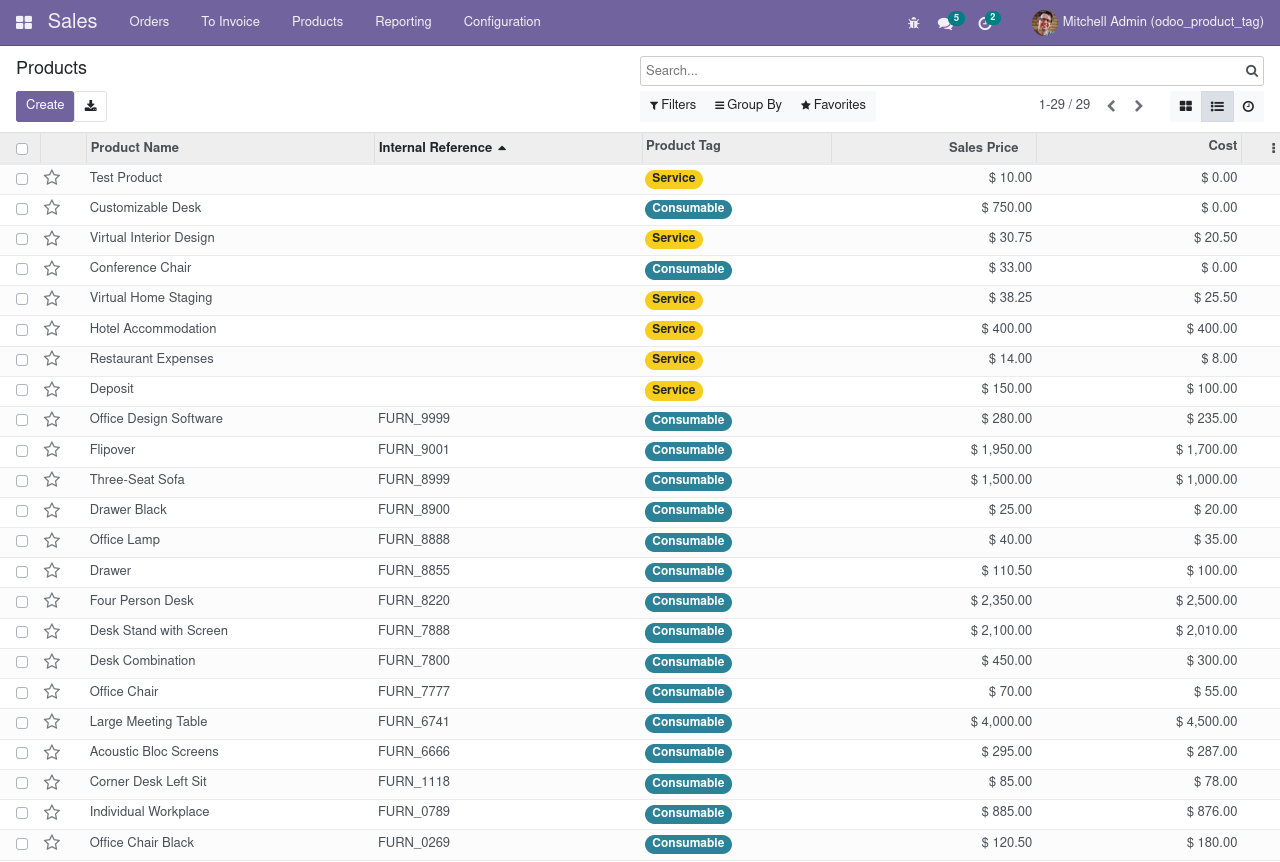 Sales Orders To Invoice Products Reporting Configuration 5 2 Mitchell Admin (odoo_product_tag)
Products Search...
Create Filters Group By Favorites 1-29 / 29
Product Name Internal Reference Product Tag Sales Price Cost
Test Product Service $ 10.00 $ 0.00
Customizable Desk Consumable $ 750.00 $ 0.00
Virtual Interior Design Service $ 30.75 $ 20.50
Conference Chair Consumable $ 33.00 $ 0.00
Virtual Home Staging Service $ 38.25 $ 25.50
Hotel Accommodation Service $ 400.00 $ 400.00
Restaurant Expenses Service $ 14.00 $ 8.00
Deposit Service $ 150.00 $ 100.00
Office Design Software FURN_9999 Consumable $ 280.00 $ 235.00
Flipover FURN_9001 Consumable $ 1,950.00 $ 1,700.00
Three-Seat Sofa FURN_8999 Consumable $ 1,500.00 $ 1,000.00
Drawer Black FURN_8900 Consumable $ 25.00 $ 20.00
Office Lamp FURN_8888 Consumable $ 40.00 $ 35.00
Drawer FURN_8855 Consumable $ 110.50 $ 100.00
Four Person Desk FURN_8220 Consumable $ 2,350.00 $ 2,500.00
Desk Stand with Screen FURN_7888 Consumable $ 2,100.00 $ 2,010.00
Desk Combination FURN_7800 Consumable $ 450.00 $ 300.00
Office Chair FURN_7777 Consumable $ 70.00 $ 55.00
Large Meeting Table FURN_6741 Consumable $ 4,000.00 $ 4,500.00
Acoustic Bloc Screens FURN_6666 Consumable $ 295.00 $ 287.00
Corner Desk Left Sit FURN_1118 Consumable $ 85.00 $ 78.00
Individual Workplace FURN_0789 Consumable $ 885.00 $ 876.00
Office Chair Black FURN_0269 Consumable $ 120.50 $ 180.00